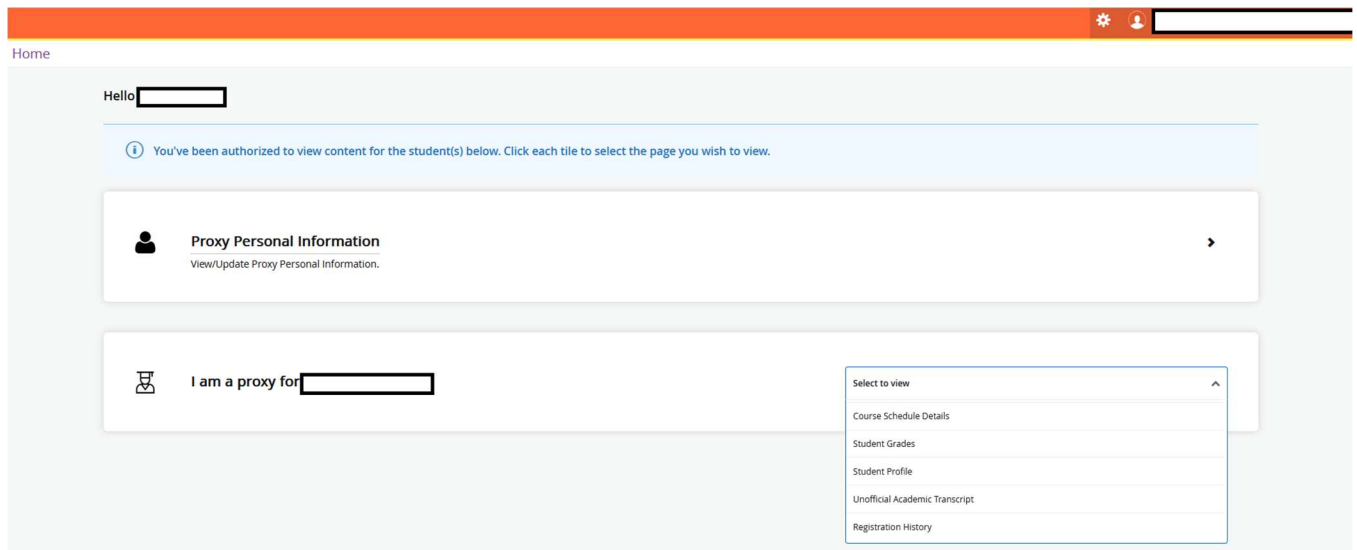 Home
Hello
You've been authorized to view content for the student(s) below. Click each tile to select the page you wish to view.
Proxy Personal Information
View/Update Proxy Personal Information.
I am a proxy for
Select to view
Course Schedule Details
Student Grades
Student Profile
Unofficial Academic Transcript
Registration History